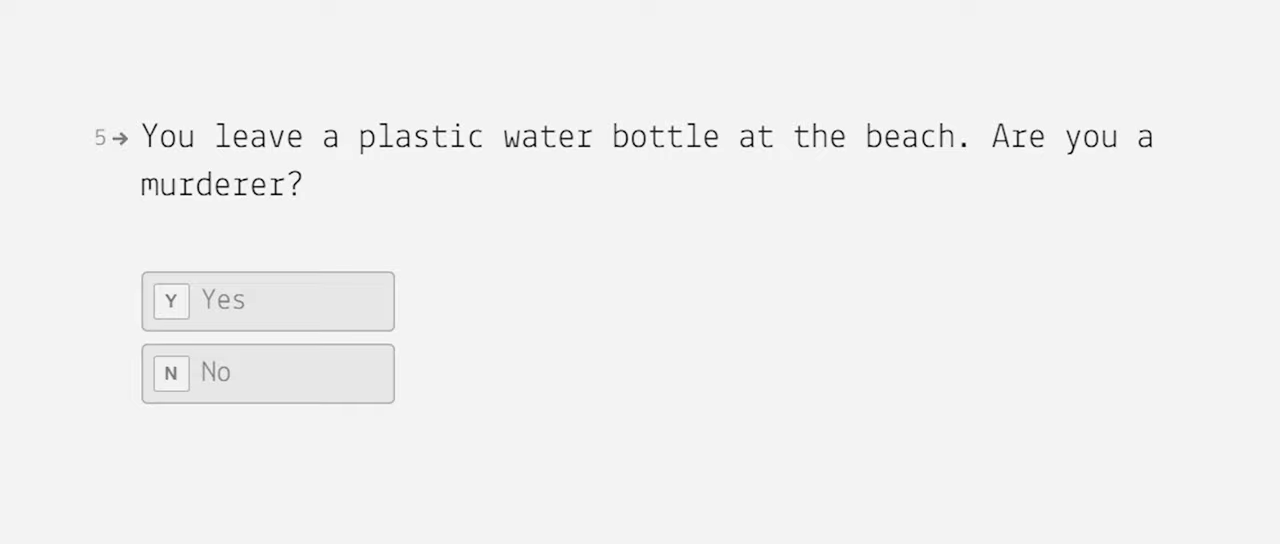 5→ You leave a plastic water bottle at the beach. Are you a
murderer?
Y Yes
N No